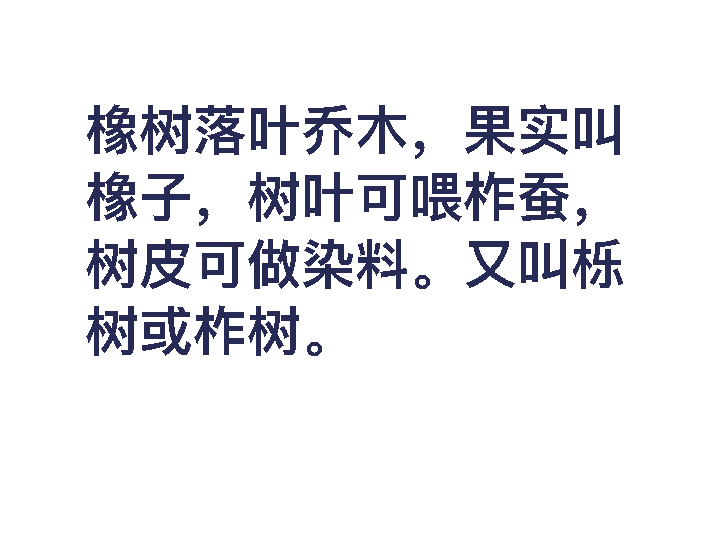 橡树落叶乔木，果实叫
橡子，树叶可喂柞蚕，
树皮可做染料。又叫栎
树或柞树。